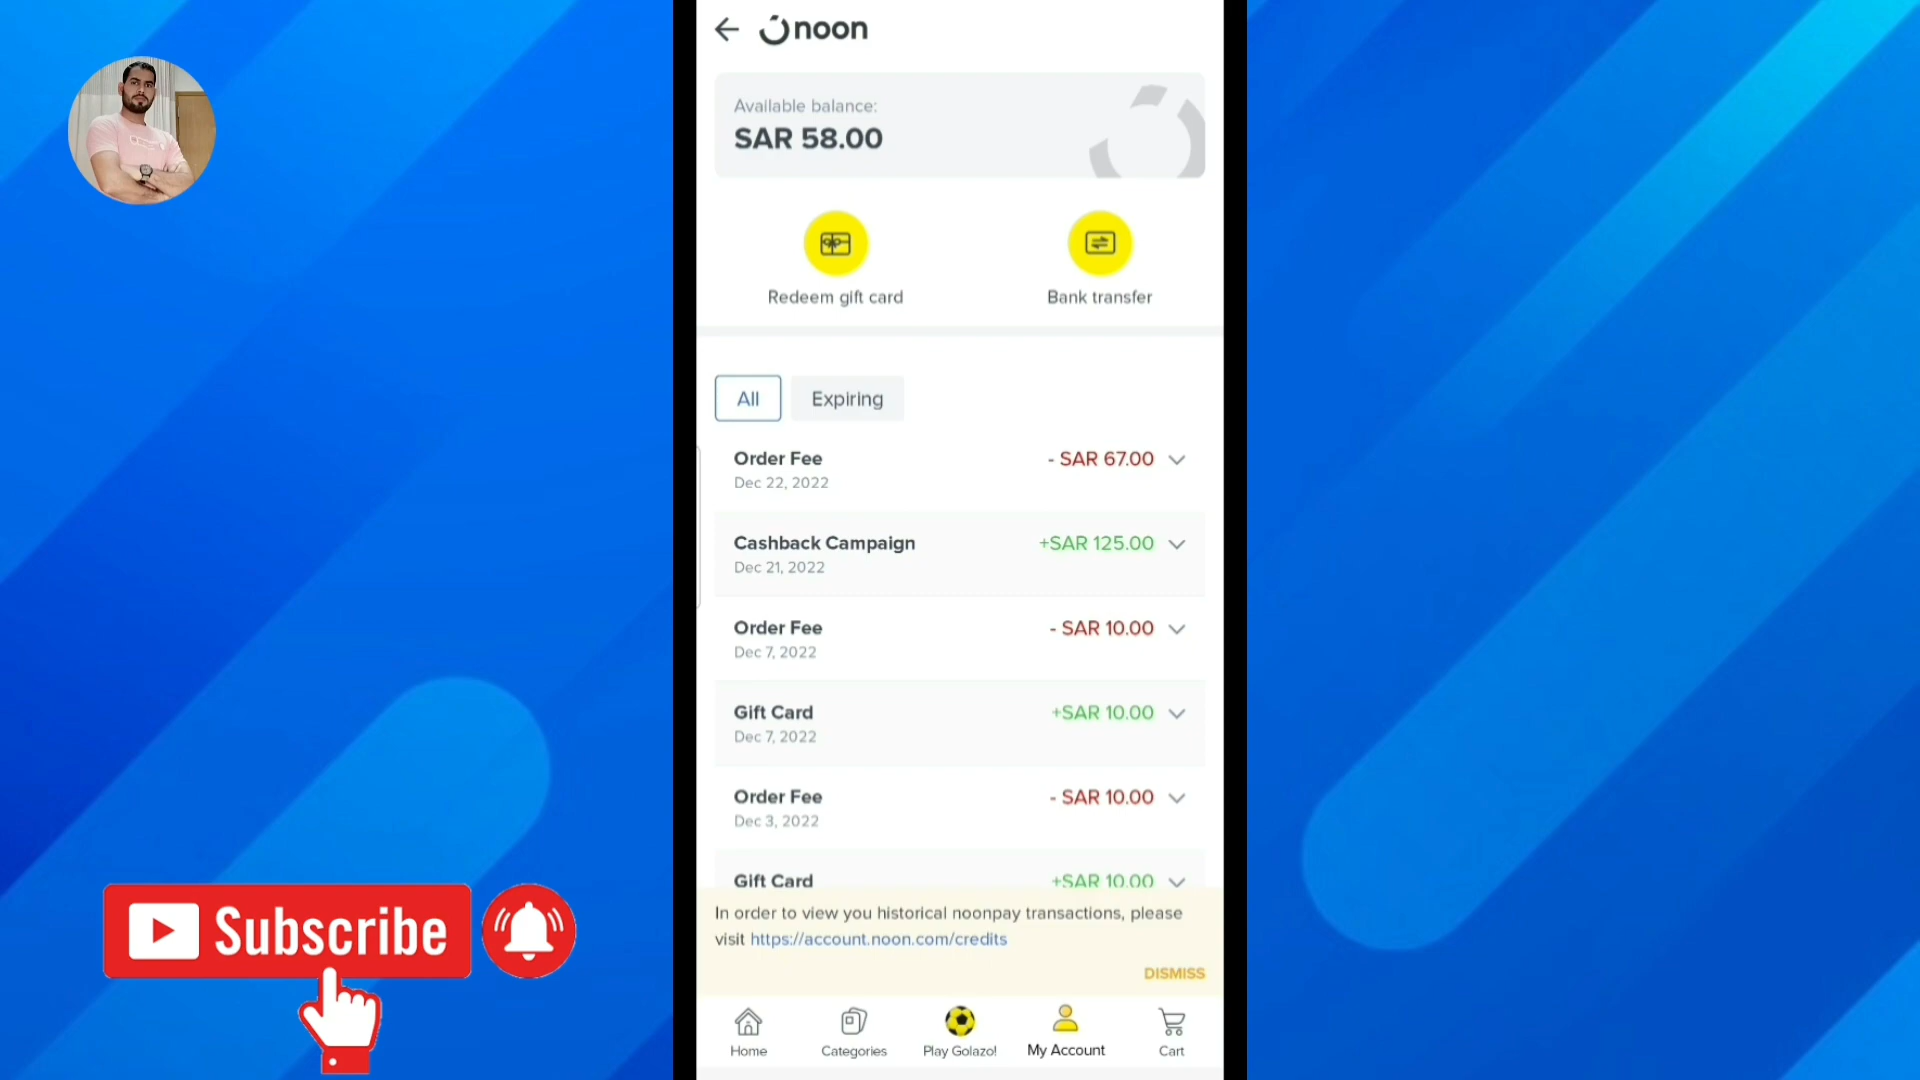 noon
Available balance:
SAR 58.00
Redeem gift card
Bank transfer
All
Expiring
Order Fee
- SAR 67.00
Dec 22, 2022
Cashback Campaign
+SAR 125.00
Dec 21, 2022
Order Fee
- SAR 10.00
Dec 7, 2022
Gift Card
+SAR 10.00
Dec 7, 2022
Order Fee
- SAR 10.00
Dec 3, 2022
Gift Card
+SAR 10.00
In order to view you historical noonpay transactions, please
visit https://account.noon.com/credits
DISMISS
Home
Categories
Play Golazo!
My Account
Cart
Subscribe